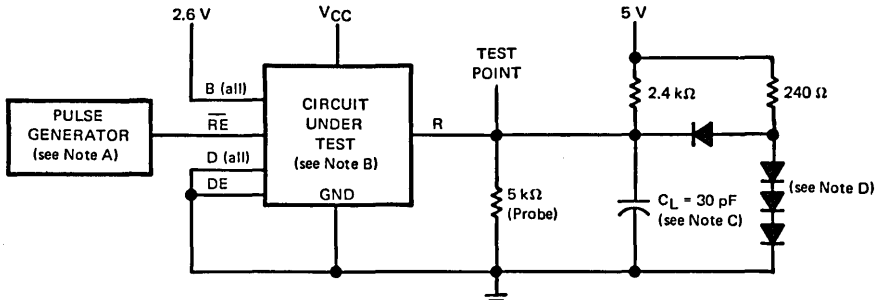 2.6 V
VCC
5 V
TEST
POINT
B (all)
2.4 kΩ
240 Ω
PULSE
GENERATOR
(see Note A)
RE
CIRCUIT
UNDER
TEST
(see Note B)
R
D (all)
DE
GND
5 kΩ
(Probe)
CL = 30 pF
(see Note C)
(see Note D)